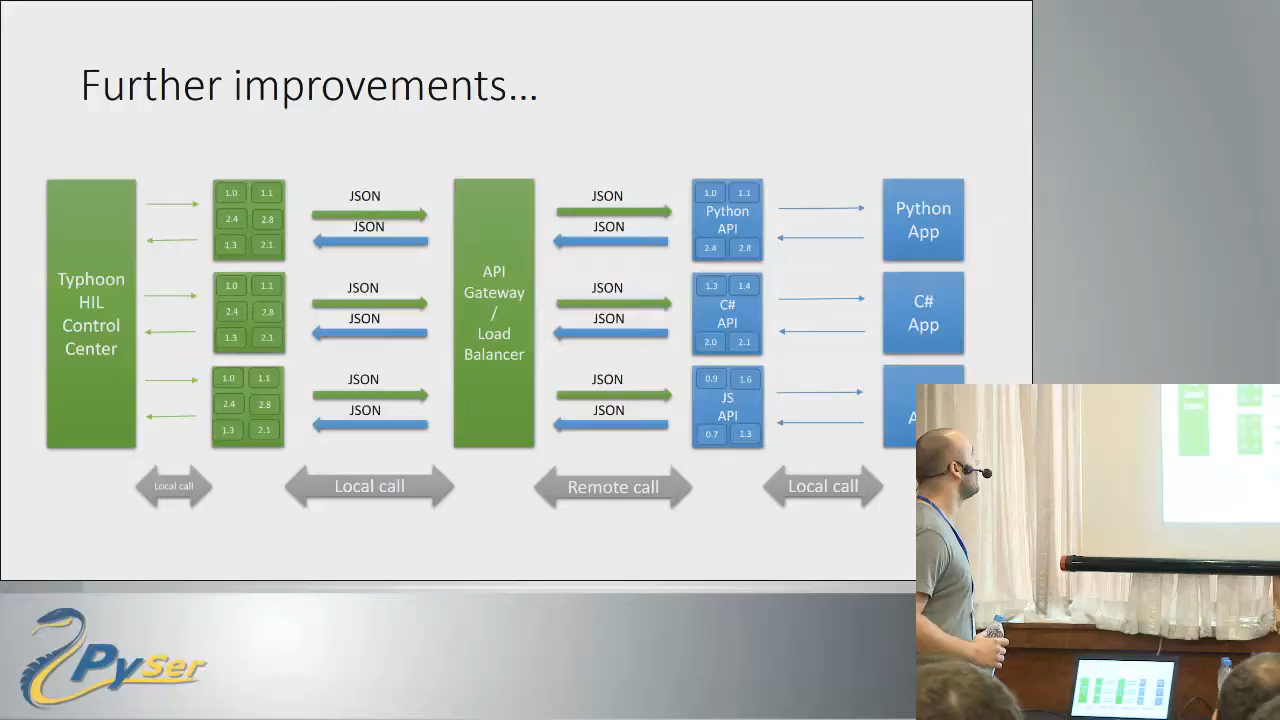 Further improvements...
Typhoon
HIL
Control
Center
1.0 1.1
2.4 2.8
1.3 2.1
1.0 1.1
2.4 2.8
1.3 2.1
1.0 1.1
2.4 2.8
1.3 2.1
JSON
JSON
JSON
JSON
JSON
JSON
API
Gateway
/
Load
Balancer
JSON
JSON
JSON
JSON
JSON
JSON
1.0 1.1
Python
API
2.4 2.8
1.3 1.4
C#
API
2.0 2.1
0.9 1.6
JS
API
0.7 1.3
Python
App
C#
App
Local call
Local call
Remote call
Local call
PySer